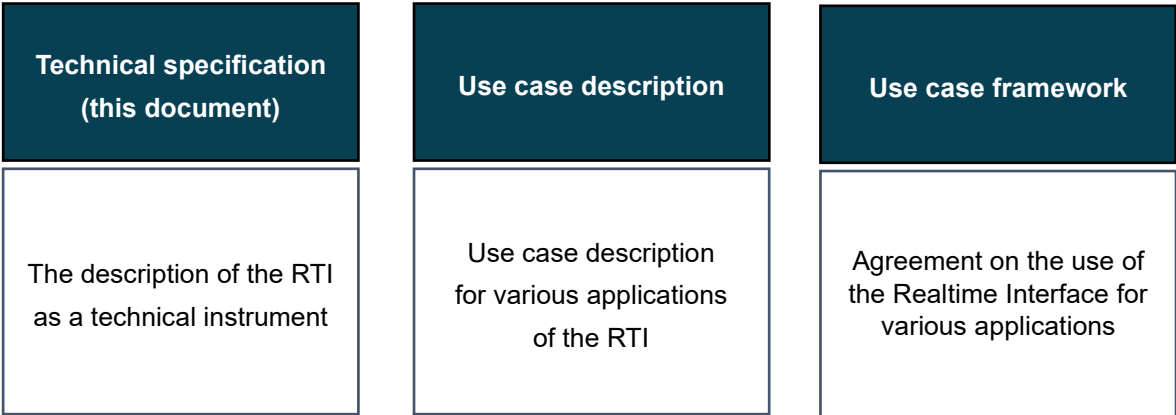 Technical specification
(this document)
The description of the RTI
as a technical instrument
Use case description
Use case description
for various applications
of the RTI
Use case framework
Agreement on the use of
the Realtime Interface for
various applications